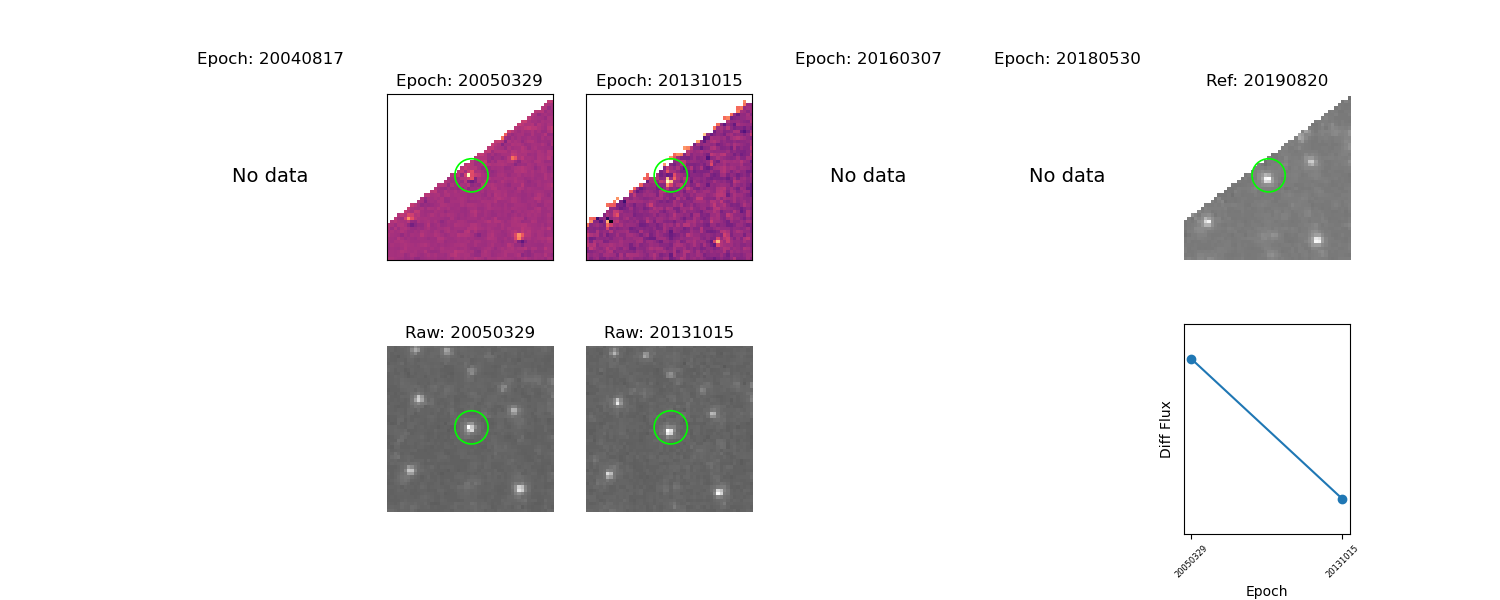 Epoch: 20040817
Epoch: 20050329
Epoch: 20131015
Epoch: 20160307
Epoch: 20180530
Ref: 20190820
No data
No data
No data
Raw: 20050329
Raw: 20131015
Diff Flux
20050329
20131015
Epoch